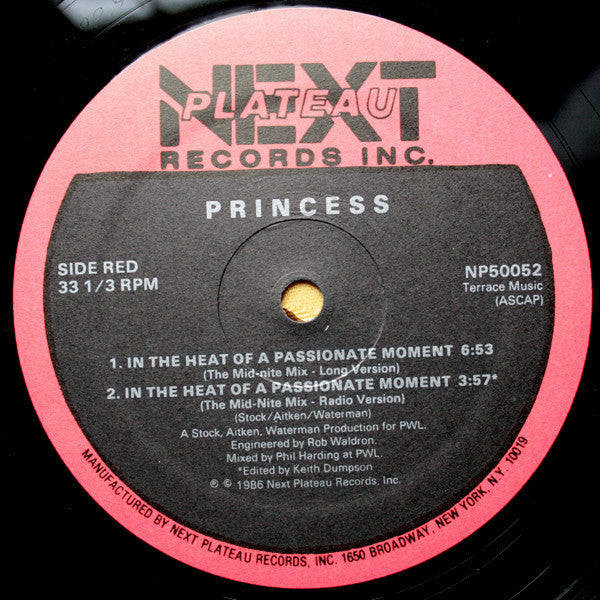 NEXT
PLATEAU
RECORDS INC.
PRINCESS
SIDE RED
33 1/3 RPM
NP50052
Terrace Music
(ASCAP)
1. IN THE HEAT OF A PASSIONATE MOMENT 6:53
(The Mid-nite Mix - Long Version)
2. IN THE HEAT OF A PASSIONATE MOMENT 3:57*
(The Mid-Nite Mix - Radio Version)
(Stock/Aitken/Waterman)
A Stock, Aitken, Waterman Production for PWL.
Engineered by Rob Waldron.
Mixed by Phil Harding at PWL.
*Edited by Keith Dumpson
℗ © 1986 Next Plateau Records, Inc.
MANUFACTURED BY NEXT PLATEAU RECORDS, INC. 1650 BROADWAY, NEW YORK, N.Y. 10019